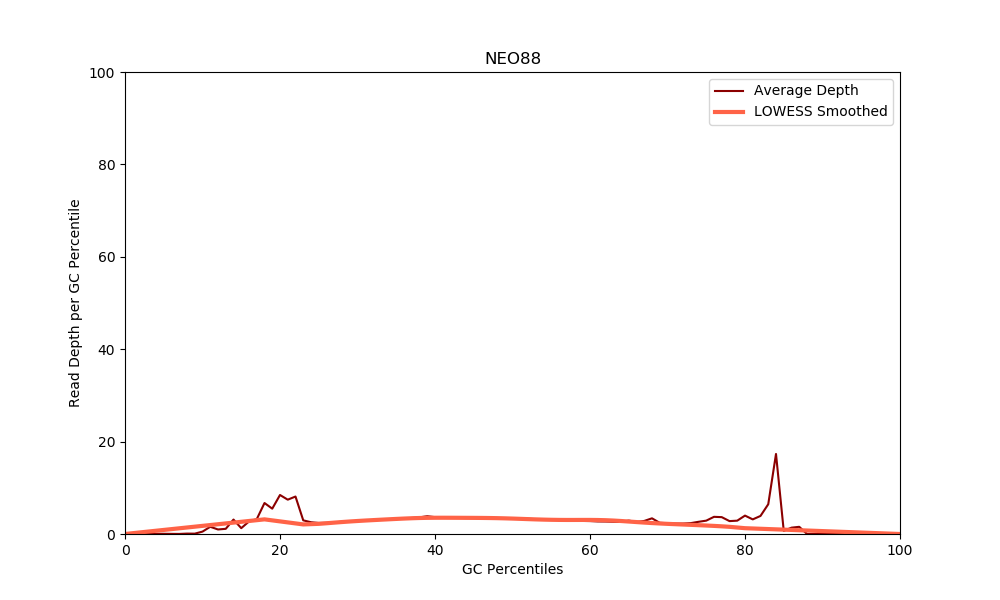 NEO88
Average Depth
LOWESS Smoothed
100
80
60
40
20
0
Read Depth per GC Percentile
0 20 40 60 80 100
GC Percentiles